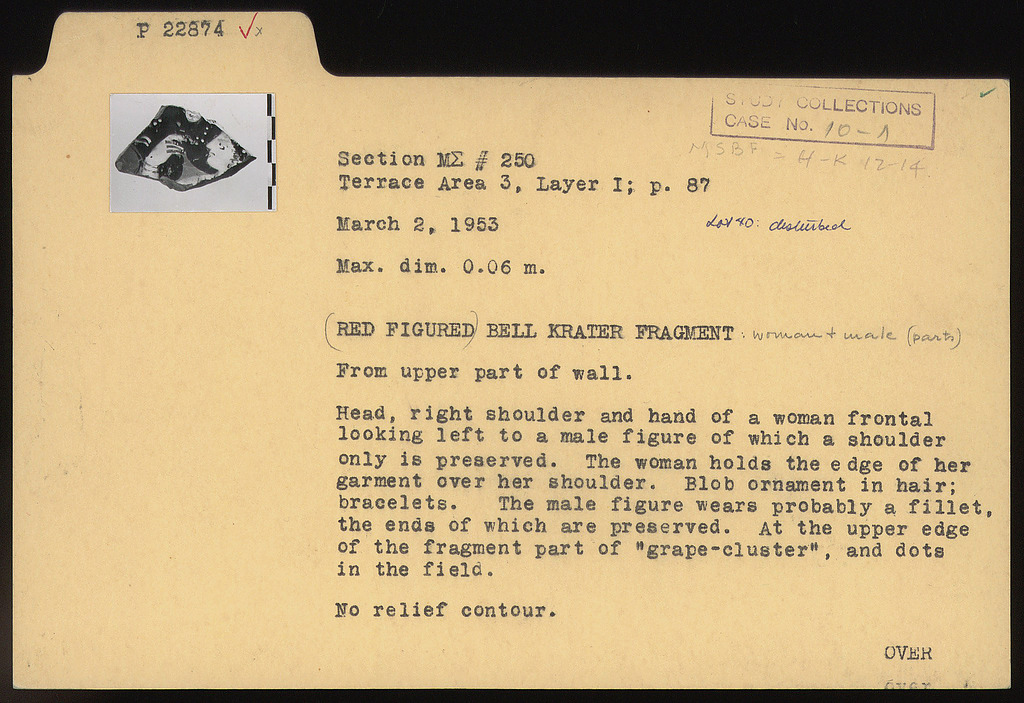 P 22874 √ x
STUDY COLLECTIONS
CASE No. 10-1
MSBF = H-K 12-14
Section ΜΣ # 250
Terrace Area 3, Layer I; p. 87
March 2, 1953
Lot 40: disturbed
Max. dim. 0.06 m.
(RED FIGURED) BELL KRATER FRAGMENT : woman + male (parts)
From upper part of wall.
Head, right shoulder and hand of a woman frontal
looking left to a male figure of which a shoulder
only is preserved. The woman holds the edge of her
garment over her shoulder. Blob ornament in hair;
bracelets. The male figure wears probably a fillet,
the ends of which are preserved. At the upper edge
of the fragment part of "grape-cluster", and dots
in the field.
No relief contour.
OVER
over